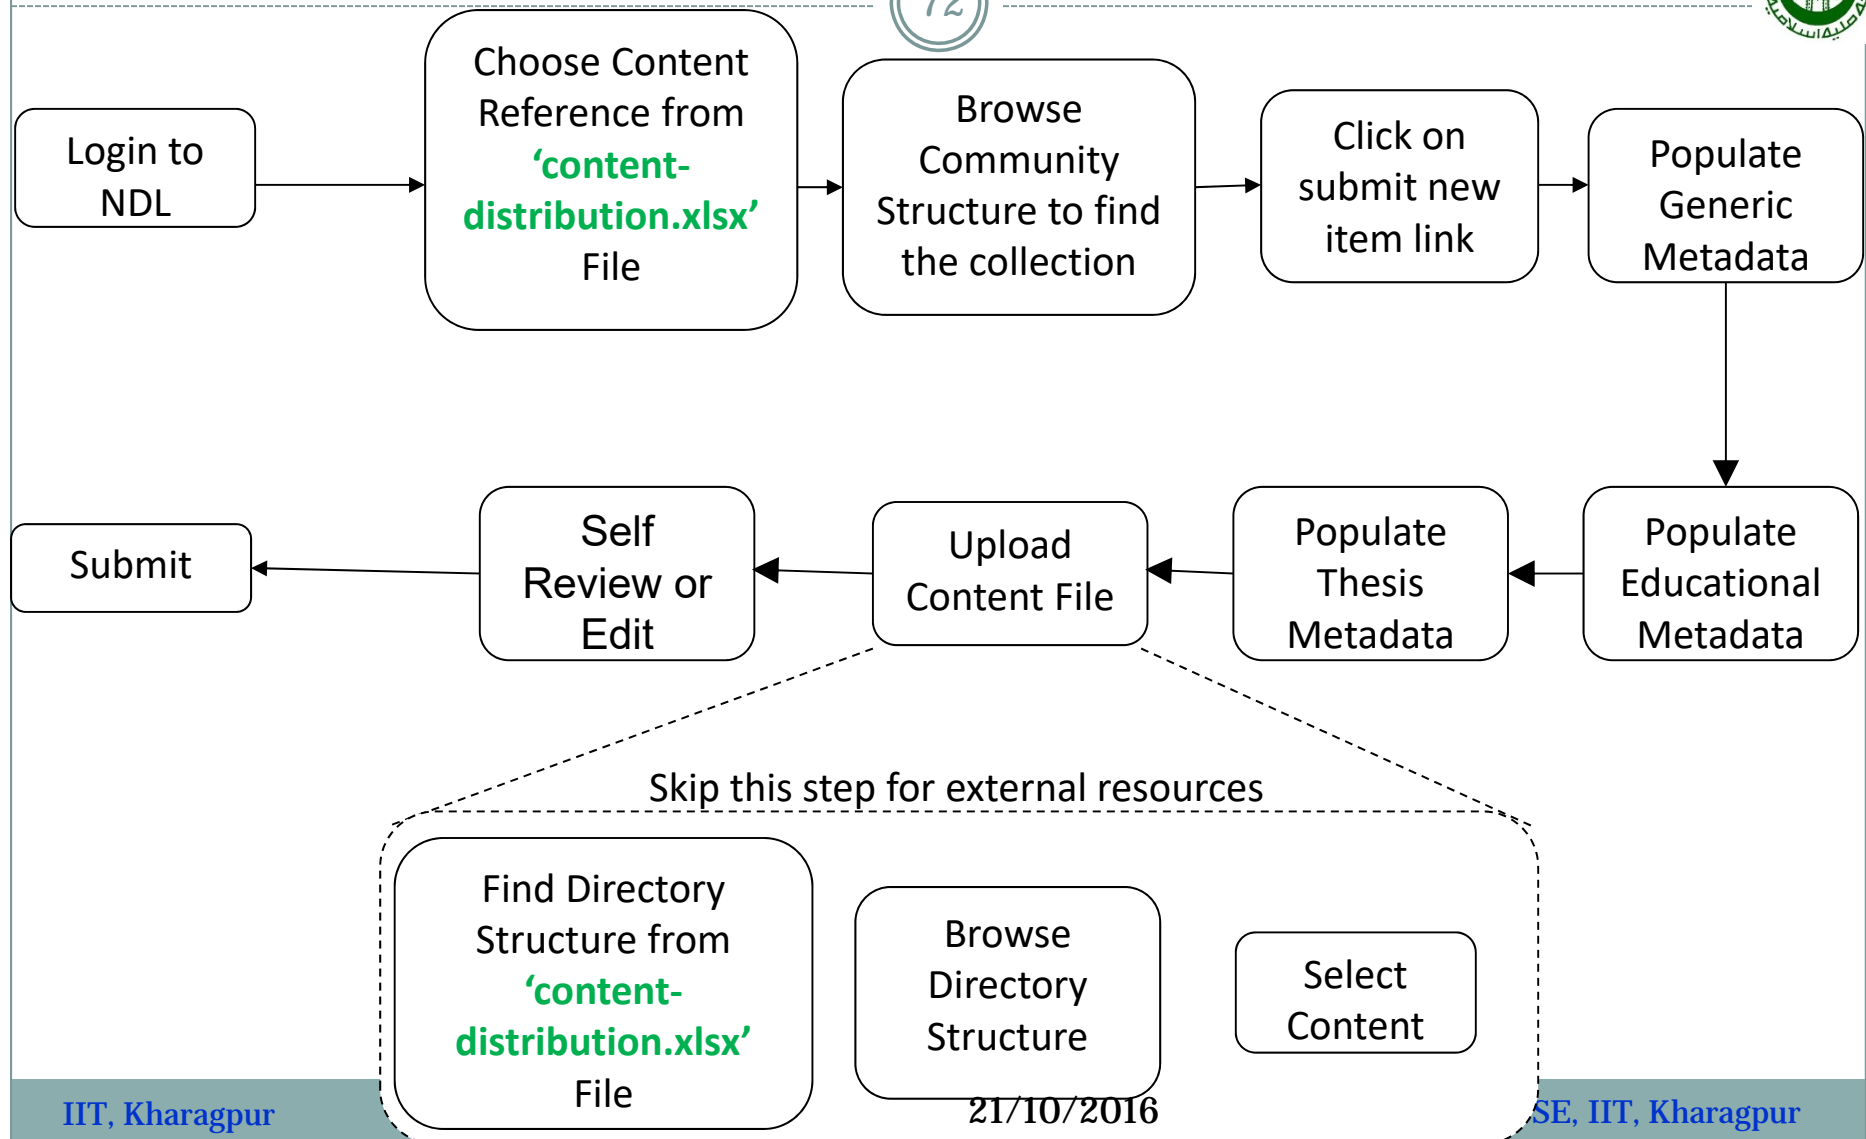 72
Choose Content
Reference from
‘content-
distribution.xlsx’
File
Login to
NDL
Browse
Community
Structure to find
the collection
Click on
submit new
item link
Populate
Generic
Metadata
Submit
Self
Review or
Edit
Upload
Content File
Populate
Thesis
Metadata
Populate
Educational
Metadata
Skip this step for external resources
Find Directory
Structure from
‘content-
distribution.xlsx’
File
Browse
Directory
Structure
Select
Content
IIT, Kharagpur
21/10/2016
SE, IIT, Kharagpur